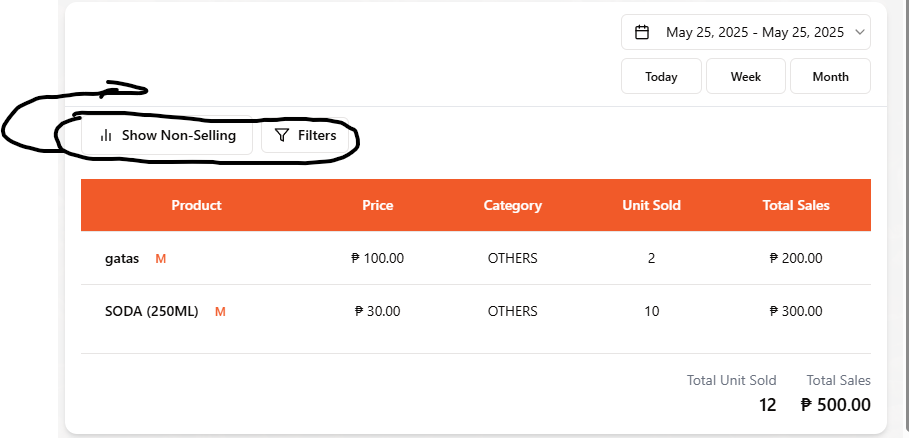 May 25, 2025 - May 25, 2025
Today Week Month
Show Non-Selling Filters
Product Price Category Unit Sold Total Sales
gatas M ₱ 100.00 OTHERS 2 ₱ 200.00
SODA (250ML) M ₱ 30.00 OTHERS 10 ₱ 300.00
Total Unit Sold Total Sales
12 ₱ 500.00